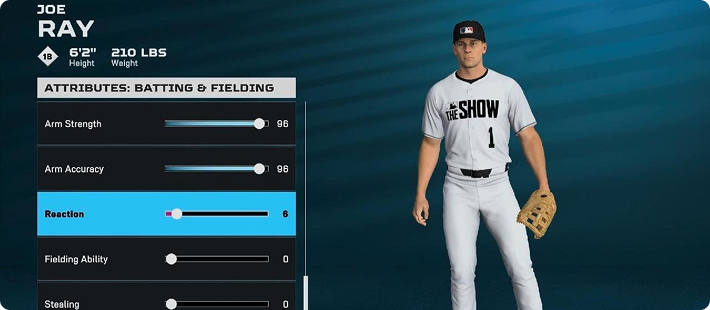 JOE
RAY
1B 6'2" 210 LBS
Height Weight
ATTRIBUTES: BATTING & FIELDING
Arm Strength 96
Arm Accuracy 96
Reaction 6
Fielding Ability 0
Stealing 0
THE SHOW
1